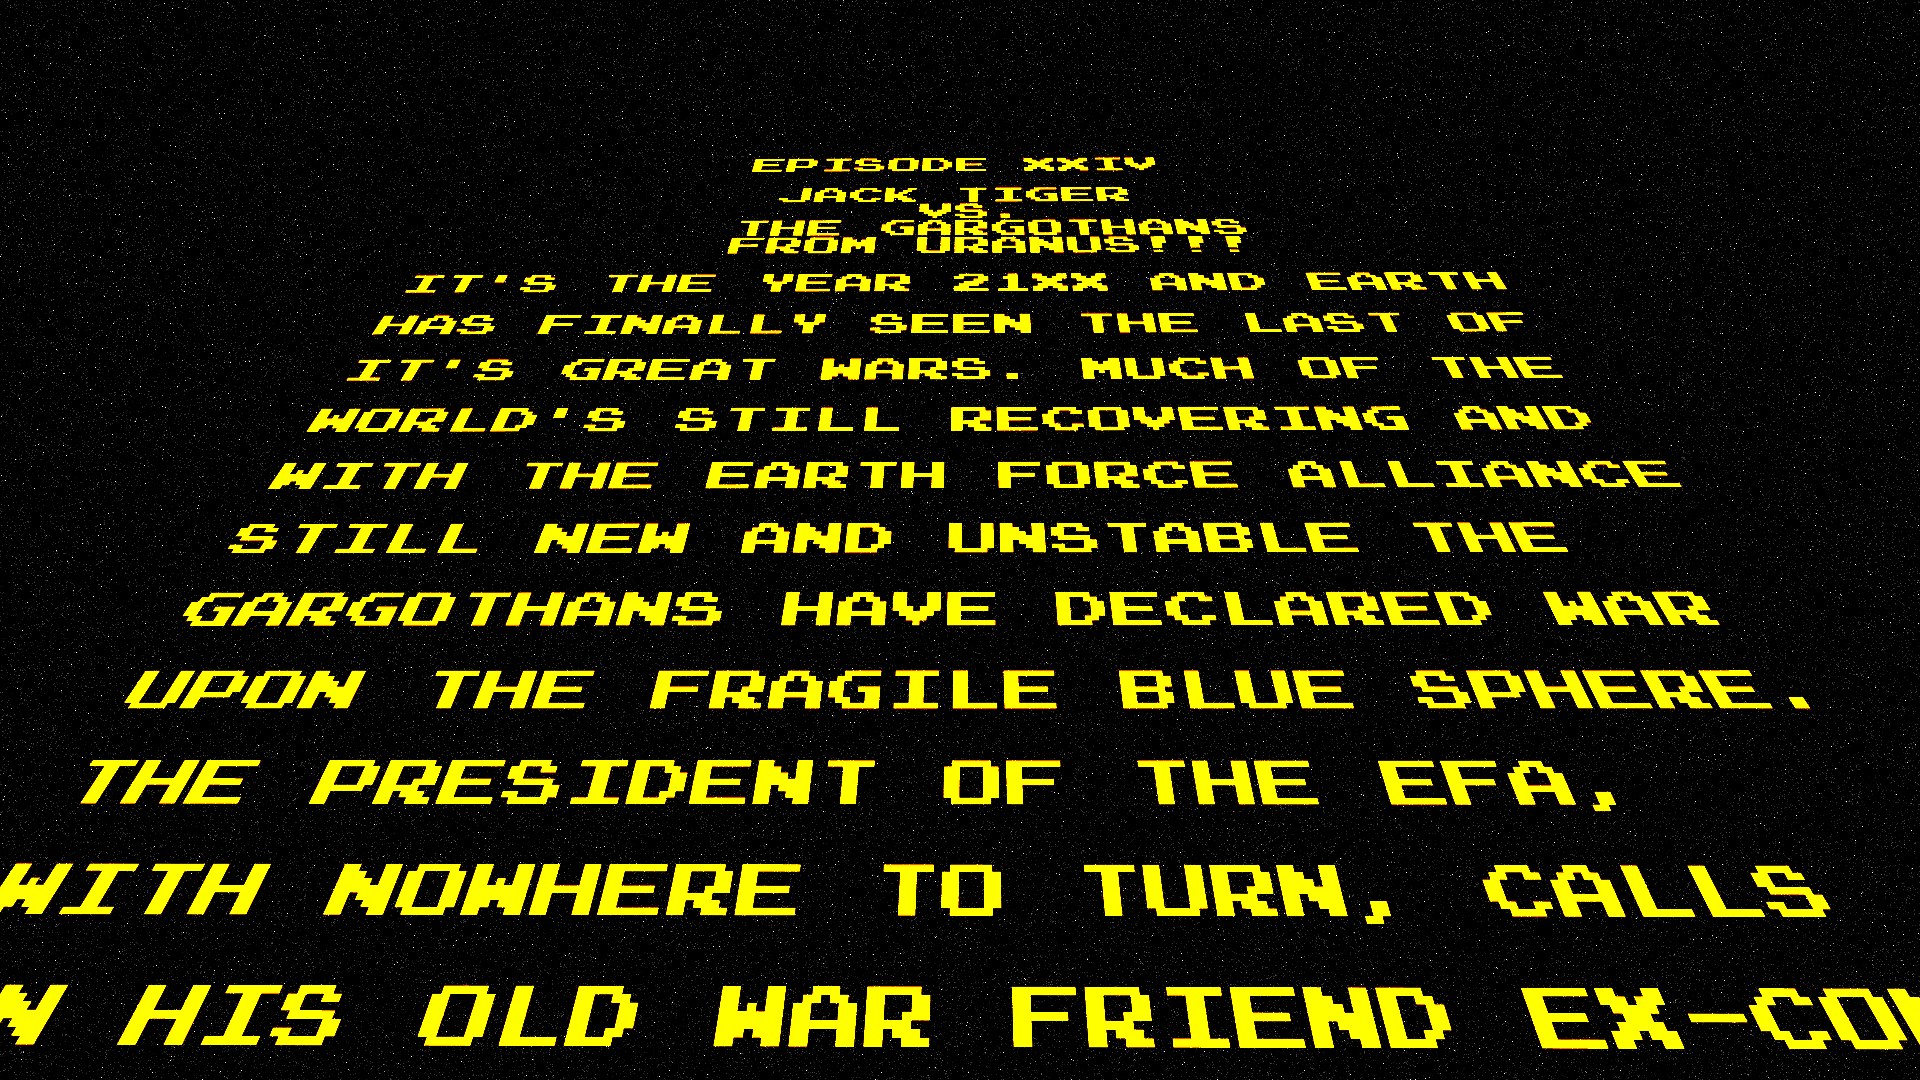 EPISODE XXIV
JACK TIGER
VS.
THE GARGOTHANS
FROM URANUS!!!
IT'S THE YEAR 21XX AND EARTH
HAS FINALLY SEEN THE LAST OF
IT'S GREAT WARS. MUCH OF THE
WORLD'S STILL RECOVERING AND
WITH THE EARTH FORCE ALLIANCE
STILL NEW AND UNSTABLE THE
GARGOTHANS HAVE DECLARED WAR
UPON THE FRAGILE BLUE SPHERE.
THE PRESIDENT OF THE EFA,
WITH NOWHERE TO TURN, CALLS
HIS OLD WAR FRIEND